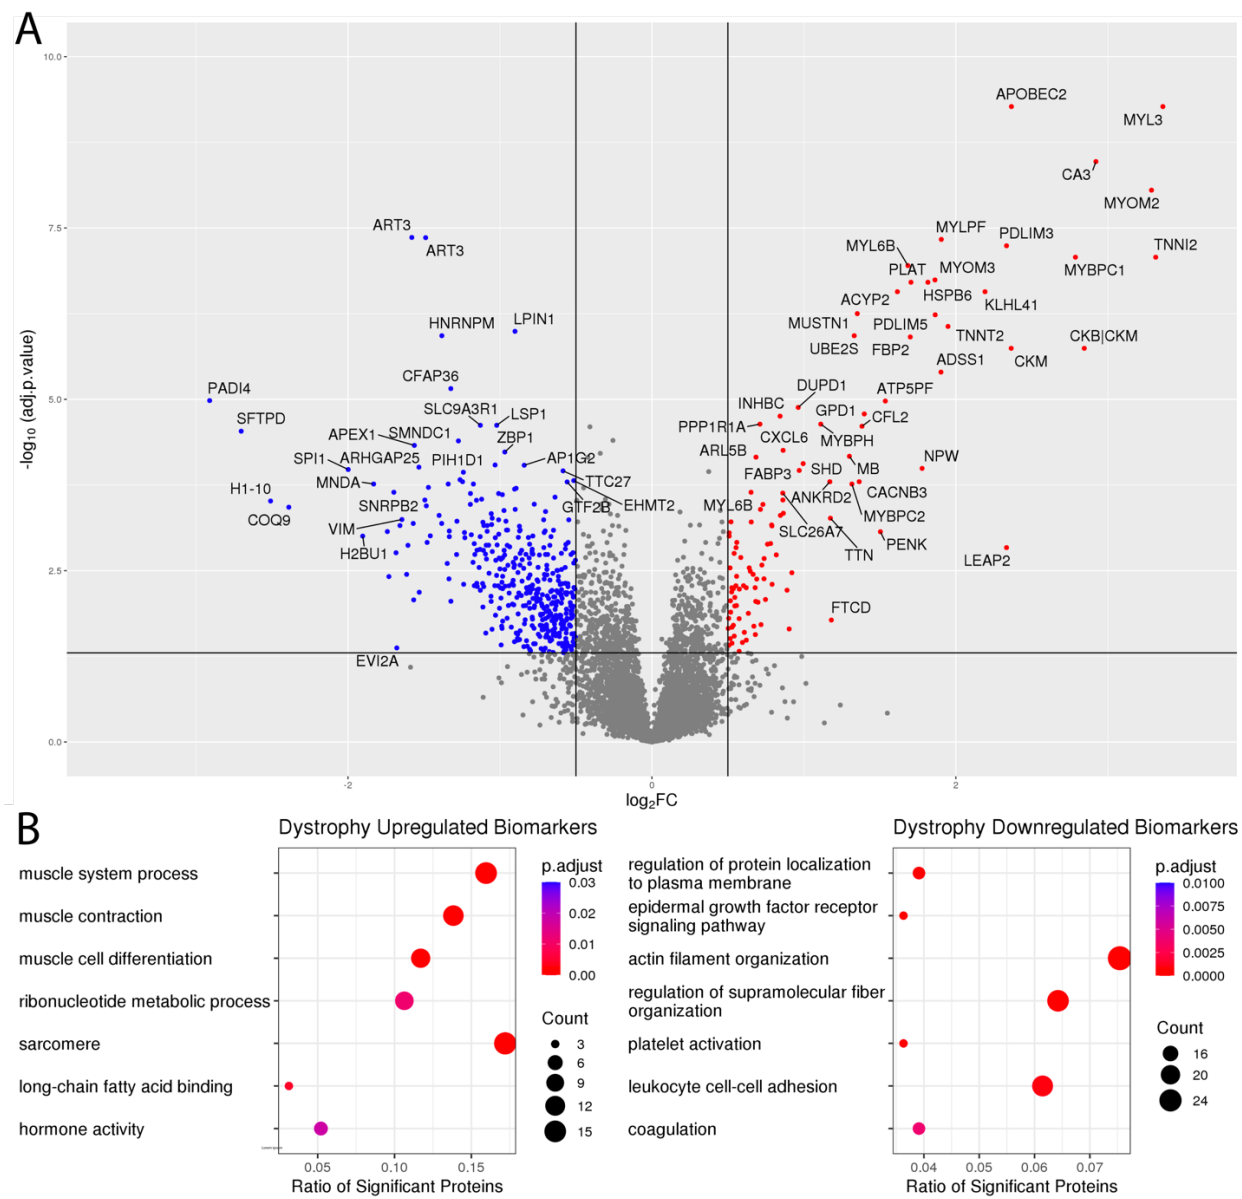 A
10.0
7.5
5.0
2.5
0.0
-log10 (adj.p.value)
APOBEC2
MYL3
CA3
MYOM2
ART3
ART3
MYLPF
PDLIM3
TNNI2
MYL6B
PLAT
MYOM3
MYBPC1
ACYP2
HSPB6
KLHL41
HNRNPM
LPIN1
MUSTN1
PDLIM5
TNNT2
CKB|CKM
UBE2S
FBP2
ADSS1
CKM
CFAP36
PADI4
DUPD1
ATP5PF
SLC9A3R1
LSP1
INHBC
GPD1
CFL2
SFTPD
PPP1R1A
APEX1
SMNDC1
ZBP1
CXCL6
MYBPH
ARL5B
SPI1
ARHGAP25
PIH1D1
AP1G2
NPW
FABP3
SHD
MB
MNDA
TTC27
H1-10
ANKRD2
CACNB3
SNRPB2
GTF2B
EHMT2
MYL6B
COQ9
MYBPC2
VIM
SLC26A7
PENK
H2BU1
TTN
LEAP2
FTCD
EVI2A
-2
0
2
log2FC
B
Dystrophy Upregulated Biomarkers
muscle system process
muscle contraction
muscle cell differentiation
ribonucleotide metabolic process
sarcomere
long-chain fatty acid binding
hormone activity
0.05
0.10
0.15
Ratio of Significant Proteins
p.adjust
0.03
0.02
0.01
0.00
Count
3
6
9
12
15
Dystrophy Downregulated Biomarkers
regulation of protein localization
to plasma membrane
epidermal growth factor receptor
signaling pathway
actin filament organization
regulation of supramolecular fiber
organization
platelet activation
leukocyte cell-cell adhesion
coagulation
0.04
0.05
0.06
0.07
Ratio of Significant Proteins
p.adjust
0.0100
0.0075
0.0050
0.0025
0.0000
Count
16
20
24